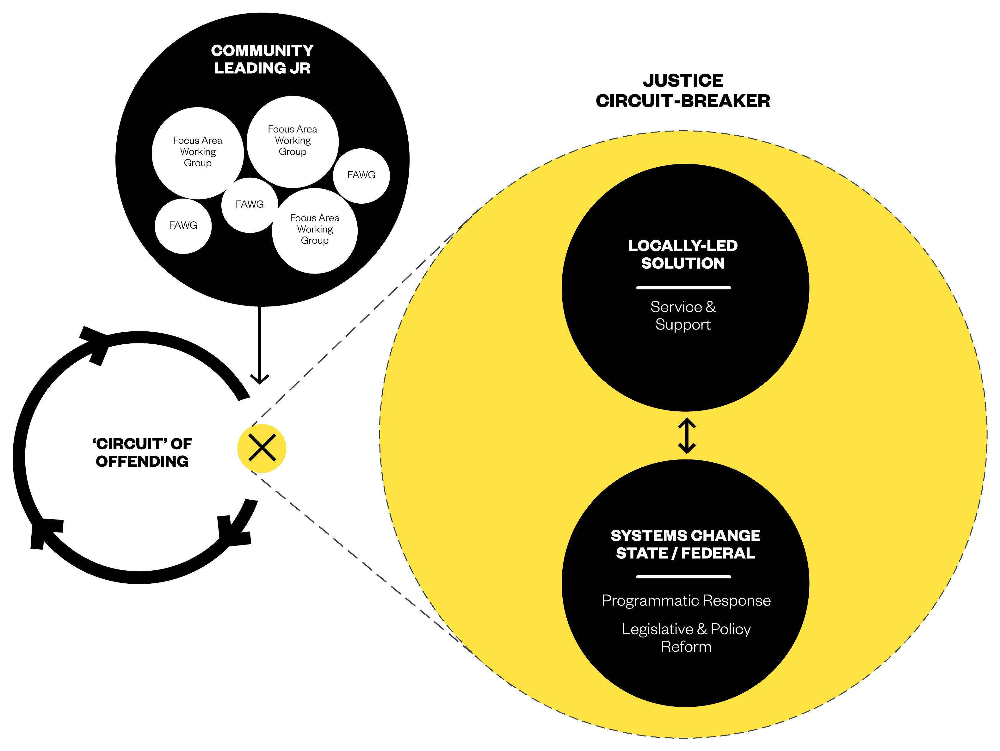 COMMUNITY
LEADING JR
Focus Area
Working
Group
Focus Area
Working
Group
FAWG
FAWG
FAWG
Focus Area
Working
Group
‘CIRCUIT’ OF
OFFENDING
JUSTICE
CIRCUIT-BREAKER
LOCALLY-LED
SOLUTION
Service &
Support
SYSTEMS CHANGE
STATE / FEDERAL
Programmatic Response
Legislative & Policy
Reform